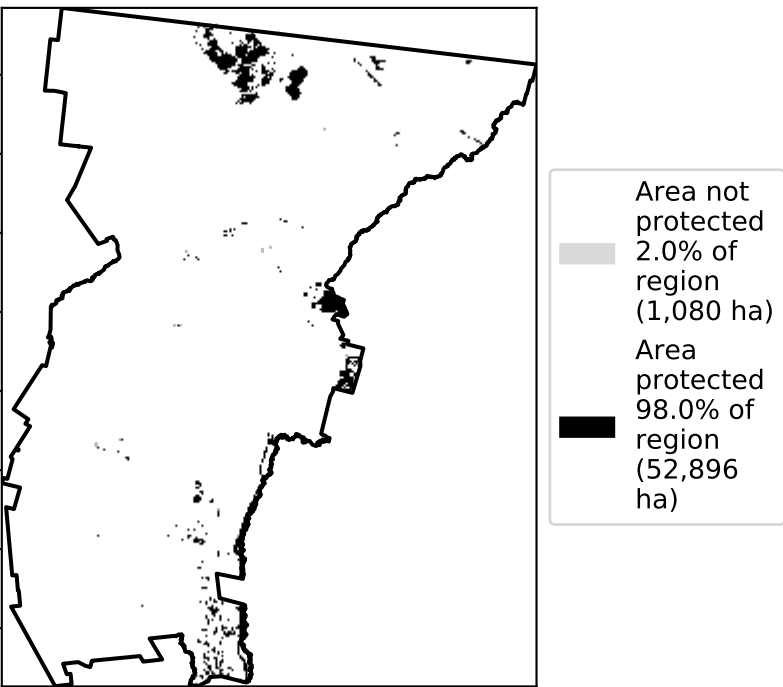 Area not
protected
2.0% of
region
(1,080 ha)
Area
protected
98.0% of
region
(52,896
ha)